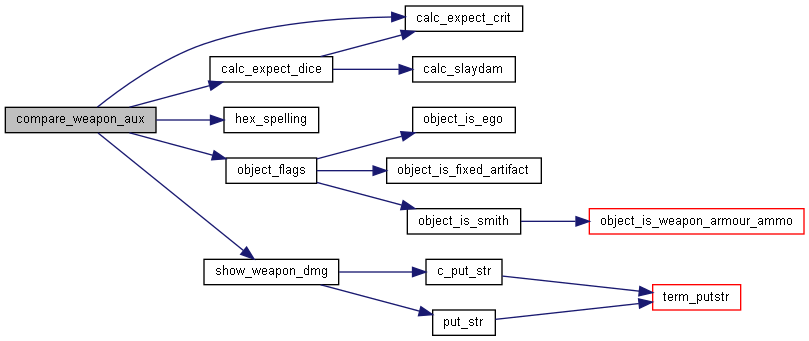 calc_expect_crit
calc_expect_dice
calc_slaydam
compare_weapon_aux
hex_spelling
object_is_ego
object_flags
object_is_fixed_artifact
object_is_smith
object_is_weapon_armour_ammo
show_weapon_dmg
c_put_str
term_putstr
put_str